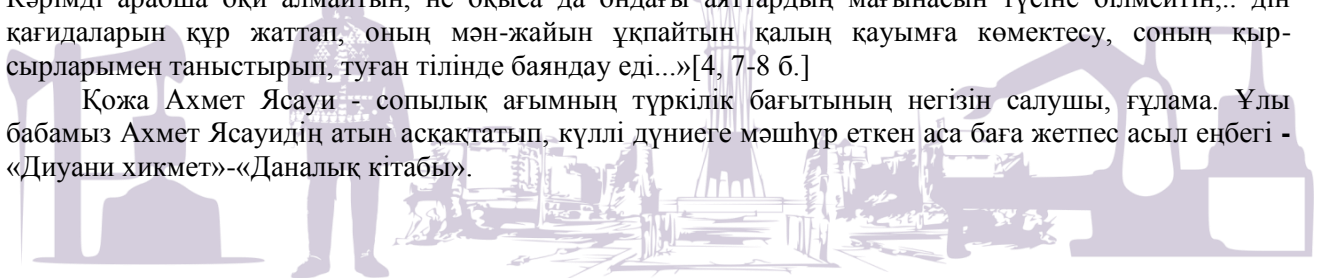 Кәрімді арабша оқи алмайтын, не оқыса да ондағы аяттардың мағынасын түсіне білмейтін,.. дін
қағидаларын құр жаттап, оның мән-жайын ұқпайтын қалың қауымға көмектесу, соның қыр-
сырларымен таныстырып, туған тілінде баяндау еді...»[4, 7-8 б.]
Қожа Ахмет Ясауи - сопылық ағымның түркілік бағытының негізін салушы, ғұлама. Ұлы
бабамыз Ахмет Ясауидің атын асқақтатып, күллі дүниеге мәшһүр еткен аса баға жетпес асыл еңбегі -
«Диуани хикмет»-«Даналық кітабы».